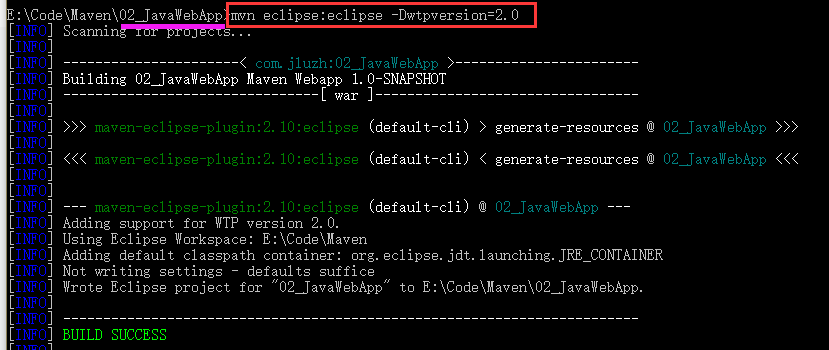 E:\Code\Maven\02_JavaWebApp>mvn eclipse:eclipse -Dwtpversion=2.0
[INFO] Scanning for projects...
[INFO]
[INFO] ----------------------< com.jluzh:02_JavaWebApp >-----------------------
[INFO] Building 02_JavaWebApp Maven Webapp 1.0-SNAPSHOT
[INFO] --------------------------------[ war ]---------------------------------
[INFO]
[INFO] >>> maven-eclipse-plugin:2.10:eclipse (default-cli) > generate-resources @ 02_JavaWebApp >>>
[INFO]
[INFO] <<< maven-eclipse-plugin:2.10:eclipse (default-cli) < generate-resources @ 02_JavaWebApp <<<
[INFO]
[INFO]
[INFO] --- maven-eclipse-plugin:2.10:eclipse (default-cli) @ 02_JavaWebApp ---
[INFO] Adding support for WTP version 2.0.
[INFO] Using Eclipse Workspace: E:\Code\Maven
[INFO] Adding default classpath container: org.eclipse.jdt.launching.JRE_CONTAINER
[INFO] Not writing settings - defaults suffice
[INFO] Wrote Eclipse project for "02_JavaWebApp" to E:\Code\Maven\02_JavaWebApp.
[INFO]
[INFO] ------------------------------------------------------------------------
[INFO] BUILD SUCCESS